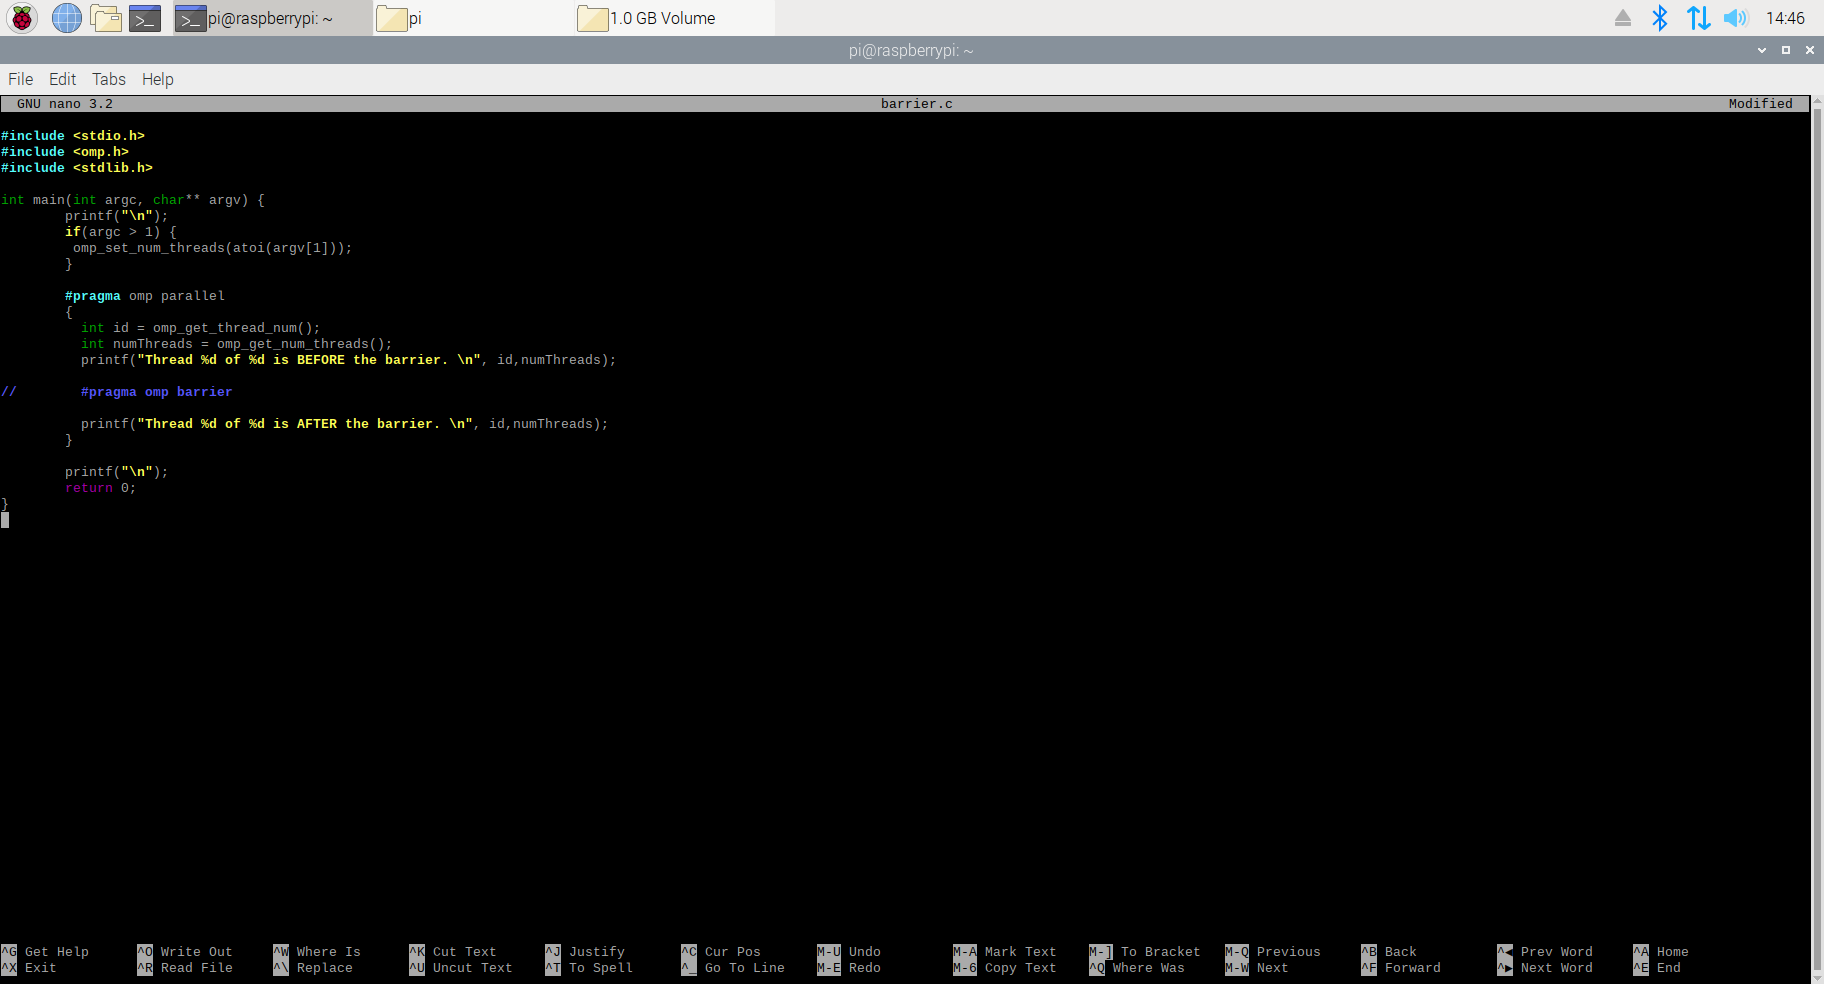 pi@raspberrypi: ~ pi 1.0 GB Volume 14:46
pi@raspberrypi: ~
File Edit Tabs Help
GNU nano 3.2 barrier.c Modified
#include <stdio.h>
#include <omp.h>
#include <stdlib.h>
int main(int argc, char** argv) {
printf("\n");
if(argc > 1) {
omp_set_num_threads(atoi(argv[1]));
}
#pragma omp parallel
{
int id = omp_get_thread_num();
int numThreads = omp_get_num_threads();
printf("Thread %d of %d is BEFORE the barrier. \n", id,numThreads);
// #pragma omp barrier
printf("Thread %d of %d is AFTER the barrier. \n", id,numThreads);
}
printf("\n");
return 0;
}
^G Get Help ^O Write Out ^W Where Is ^K Cut Text ^J Justify ^C Cur Pos M-U Undo M-A Mark Text M-] To Bracket M-Q Previous ^B Back ^◀ Prev Word ^A Home
^X Exit ^R Read File ^\ Replace ^U Uncut Text ^T To Spell ^_ Go To Line M-E Redo M-6 Copy Text ^Q Where Was M-W Next ^F Forward ^▶ Next Word ^E End